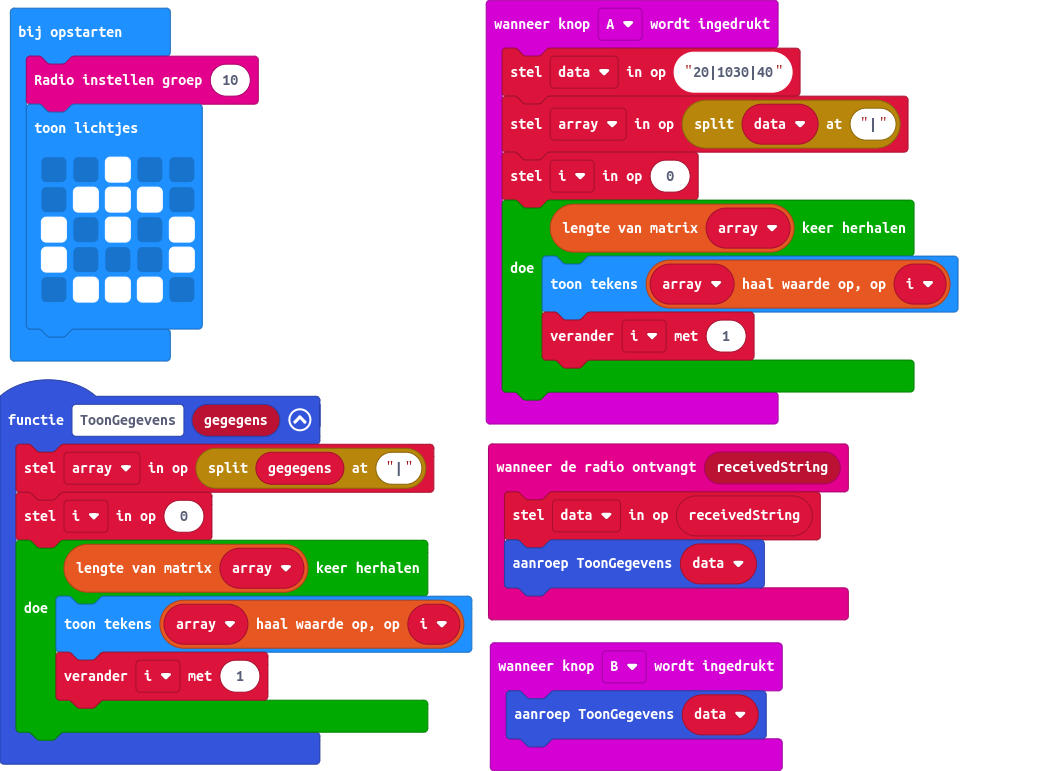 bij opstarten
Radio instellen groep 10
toon lichtjes
functie ToonGegevens gegegens
stel array in op split gegegens at "|"
stel i in op 0
lengte van matrix array keer herhalen
doe
toon tekens array haal waarde op, op i
verander i met 1
wanneer knop A wordt ingedrukt
stel data in op "20|1030|40"
stel array in op split data at "|"
stel i in op 0
lengte van matrix array keer herhalen
doe
toon tekens array haal waarde op, op i
verander i met 1
wanneer de radio ontvangt receivedString
stel data in op receivedString
aanroep ToonGegevens data
wanneer knop B wordt ingedrukt
aanroep ToonGegevens data